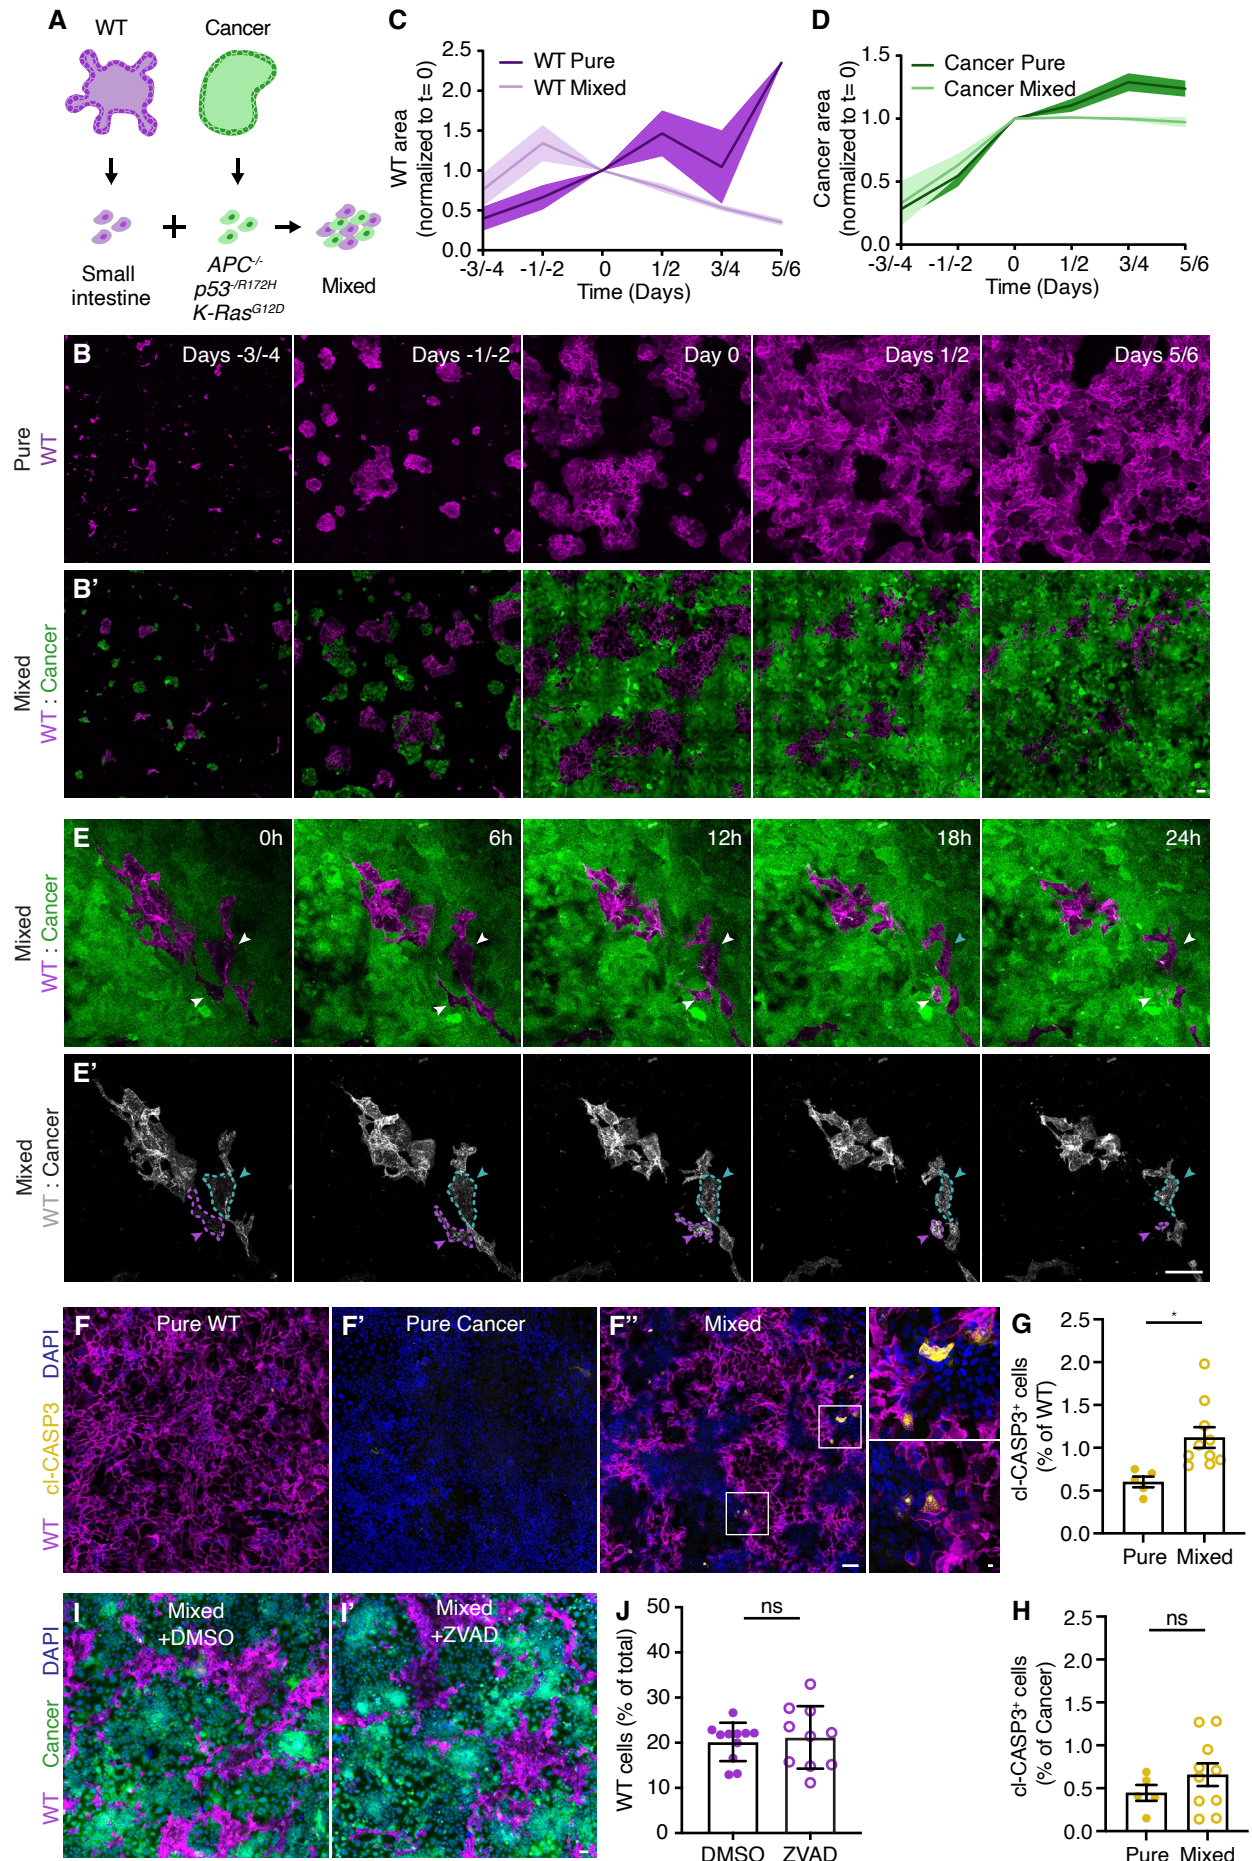 A
WT
Cancer
Small
intestine
APC-/-
p53-/R172H
K-RasG12D
Mixed
C
WT area
(normalized to t= 0)
2.5
2.0
1.5
1.0
0.5
0.0
WT Pure
WT Mixed
-3/-4
-1/-2
0
1/2
3/4
5/6
Time (Days)
D
Cancer area
(normalized to t= 0)
1.5
1.0
0.5
0.0
Cancer Pure
Cancer Mixed
-3/-4
-1/-2
0
1/2
3/4
5/6
Time (Days)
B
Pure
WT
Days -3/-4
Days -1/-2
Day 0
Days 1/2
Days 5/6
B'
Mixed
WT : Cancer
E
Mixed
WT : Cancer
0h
6h
12h
18h
24h
E'
Mixed
WT : Cancer
WT cl-CASP3 DAPI
F
Pure WT
F'
Pure Cancer
F''
Mixed
G
cl-CASP3+ cells
(% of WT)
2.5
2.0
1.5
1.0
0.5
0.0
*
Pure
Mixed
WT Cancer DAPI
I
Mixed
+DMSO
I'
Mixed
+ZVAD
J
WT cells (% of total)
50
40
30
20
10
0
ns
DMSO
ZVAD
H
cl-CASP3+ cells
(% of Cancer)
2.5
2.0
1.5
1.0
0.5
0.0
ns
Pure
Mixed